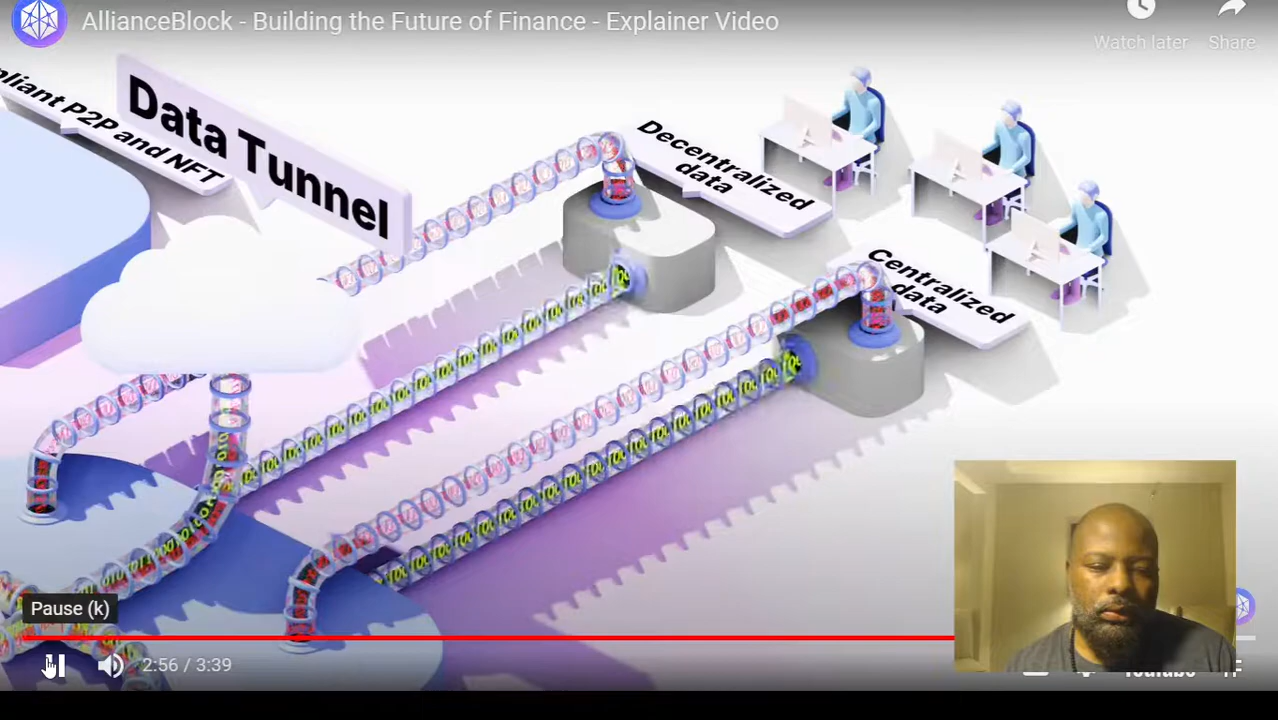 AllianceBlock - Building the Future of Finance - Explainer Video
Watch later
Share
pliant P2P and NFT
Data Tunnel
Decentralized
data
Centralized
data
Pause (k)
2:56 / 3:39
YouTube